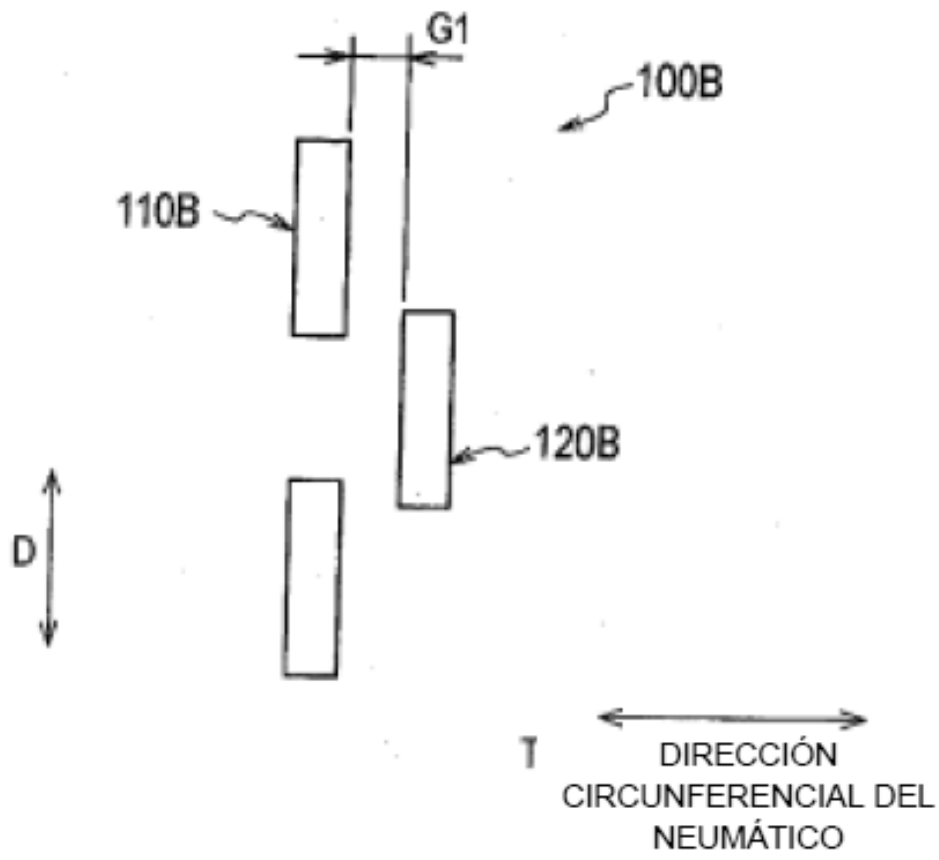 G1
100B
110B
120B
D
T
DIRECCIÓN
CIRCUNFERENCIAL DEL
NEUMÁTICO